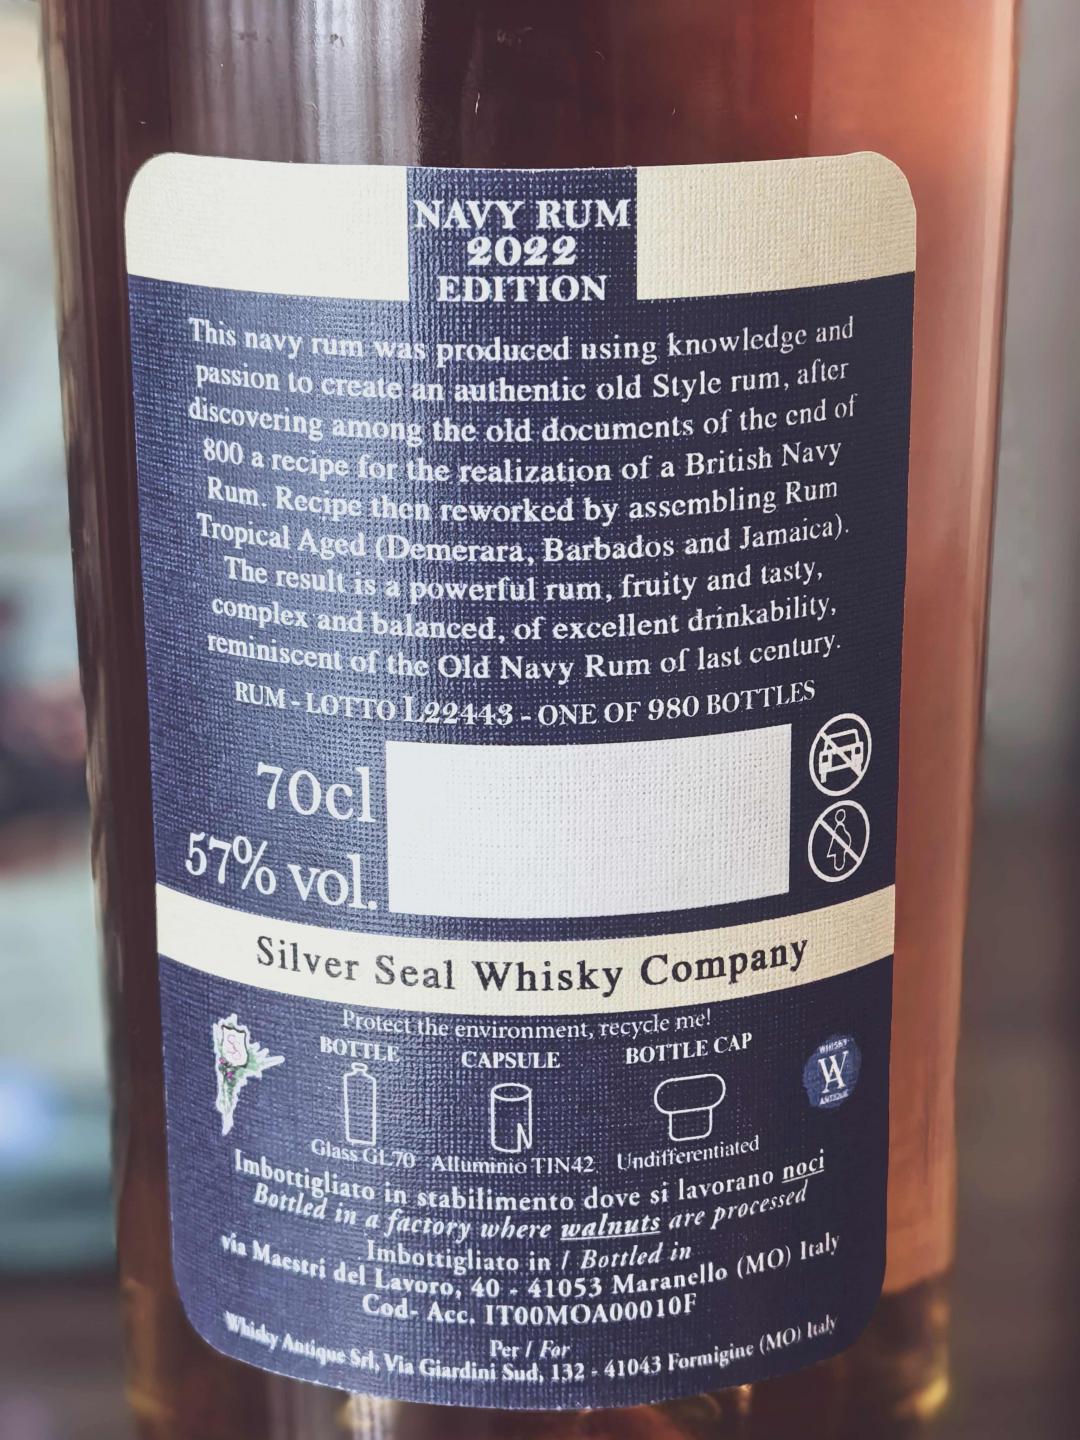 NAVY RUM
2022
EDITION
This navy rum was produced using knowledge and
passion to create an authentic old Style rum, after
discovering among the old documents of the end of
800 a recipe for the realization of a British Navy
Rum. Recipe then reworked by assembling Rum
Tropical Aged (Demerara, Barbados and Jamaica).
The result is a powerful rum, fruity and tasty,
complex and balanced, of excellent drinkability,
reminiscent of the Old Navy Rum of last century.
RUM - LOTTO L22443 - ONE OF 980 BOTTLES
70cl
57% vol.
Silver Seal Whisky Company
Protect the environment, recycle me!
BOTTLE CAPSULE BOTTLE CAP
WHISKY
A
ANTIQUE
Glass GL70 Alluminio TIN42 Undifferentiated
Imbottigliato in stabilimento dove si lavorano noci
Bottled in a factory where walnuts are processed
Imbottigliato in / Bottled in
via Maestri del Lavoro, 40 - 41053 Maranello (MO) Italy
Cod- Acc. IT00MOA00010F
Per / For
Whisky Antique Srl, Via Giardini Sud, 132 - 41043 Formigine (MO) Italy